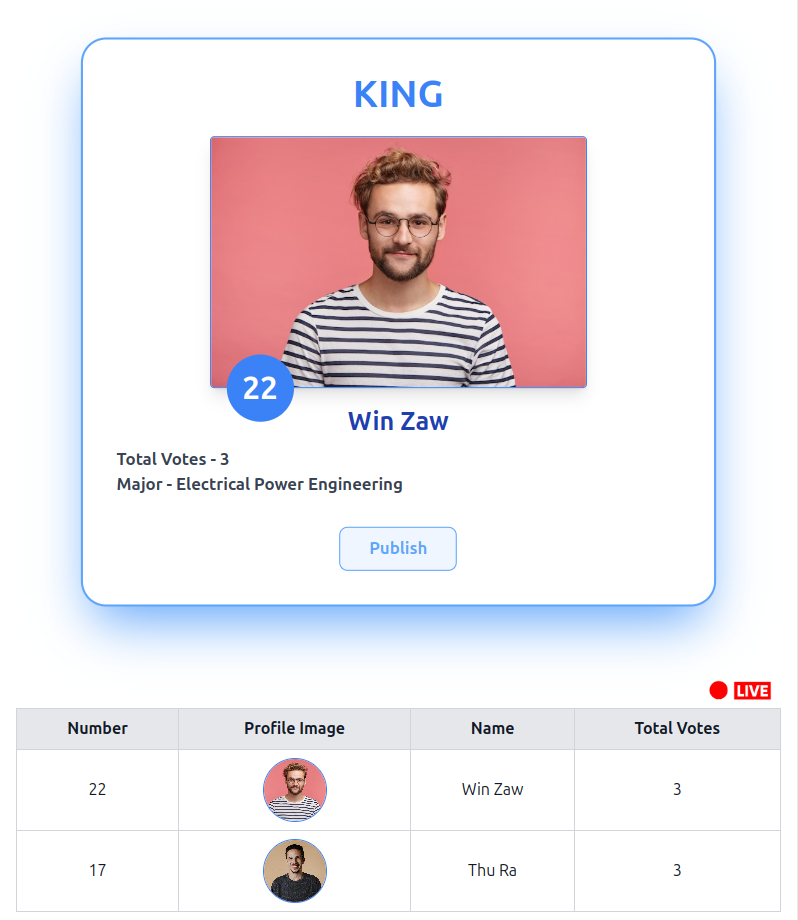 KING
22
Win Zaw
Total Votes - 3
Major - Electrical Power Engineering
Publish
LIVE
Number Profile Image Name Total Votes
22 Win Zaw 3
17 Thu Ra 3